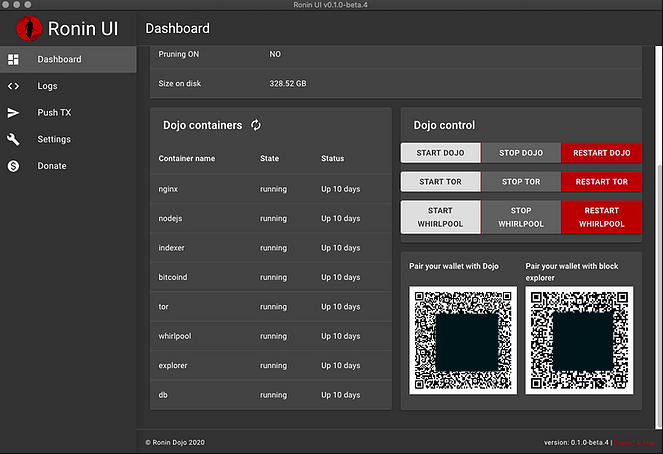 Ronin UI v0.1.0-beta.4
Ronin UI
Dashboard
Dashboard
Logs
Push TX
Settings
Donate
Pruning ON NO
Size on disk 328.52 GB
Dojo containers
Container name State Status
nginx running Up 10 days
nodejs running Up 10 days
indexer running Up 10 days
bitcoind running Up 10 days
tor running Up 10 days
whirlpool running Up 10 days
explorer running Up 10 days
db running Up 10 days
Dojo control
START DOJO STOP DOJO RESTART DOJO
START TOR STOP TOR RESTART TOR
START WHIRLPOOL STOP WHIRLPOOL RESTART WHIRLPOOL
Pair your wallet with Dojo
Pair your wallet with block
explorer
© Ronin Dojo 2020
version: 0.1.0-beta.4 |